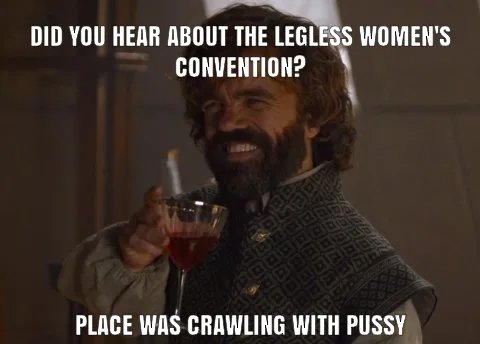 DID YOU HEAR ABOUT THE LEGLESS WOMEN'S
CONVENTION?
PLACE WAS CRAWLING WITH PUSSY